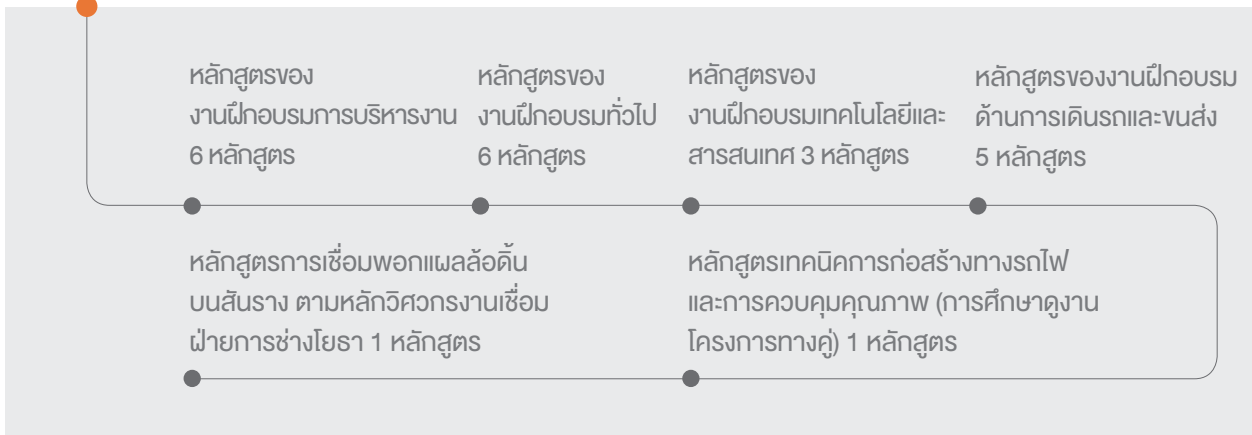 หลักสูตรของ
งานฝึกอบรมการบริหารงาน
6 หลักสูตร
หลักสูตรของ
งานฝึกอบรมทั่วไป
6 หลักสูตร
หลักสูตรของ
งานฝึกอบรมเทคโนโลยีและ
สารสนเทศ 3 หลักสูตร
หลักสูตรของงานฝึกอบรม
ด้านการเดินรถและขนส่ง
5 หลักสูตร
หลักสูตรการเชื่อมพอกแผลล้อดิ้น
บนสันราง ตามหลักวิศวกรงานเชื่อม
ฝ่ายการช่างโยธา 1 หลักสูตร
หลักสูตรเทคนิคการก่อสร้างทางรถไฟ
และการควบคุมคุณภาพ (การศึกษาดูงาน
โครงการทางคู่) 1 หลักสูตร